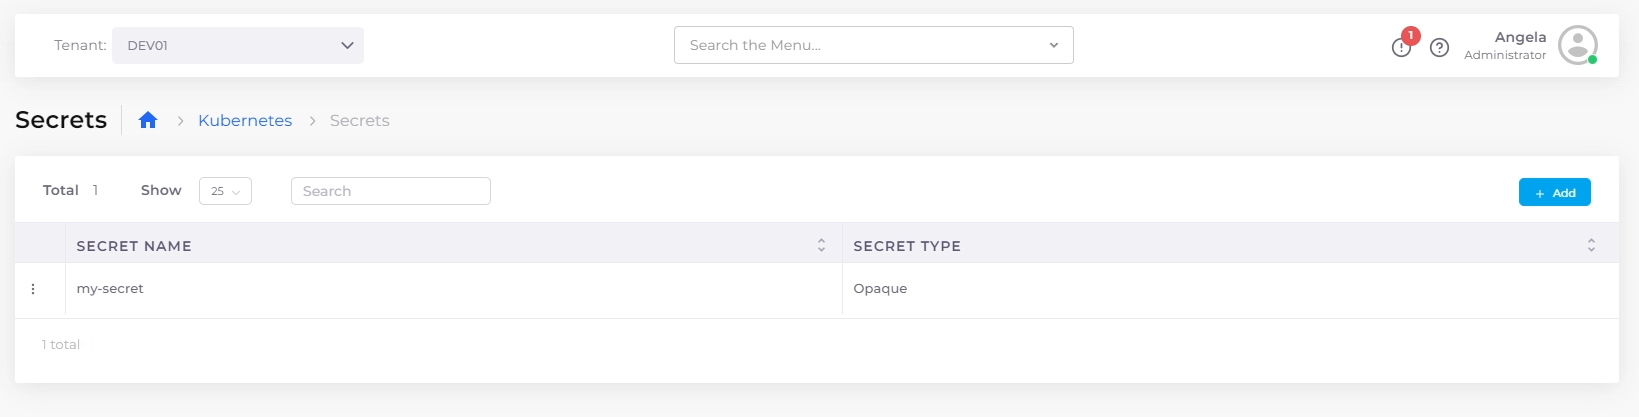 Tenant: DEV01 Search the Menu... 1 Angela
Administrator
Secrets Kubernetes Secrets
Total 1 Show 25 Search + Add
SECRET NAME SECRET TYPE
my-secret Opaque
1 total